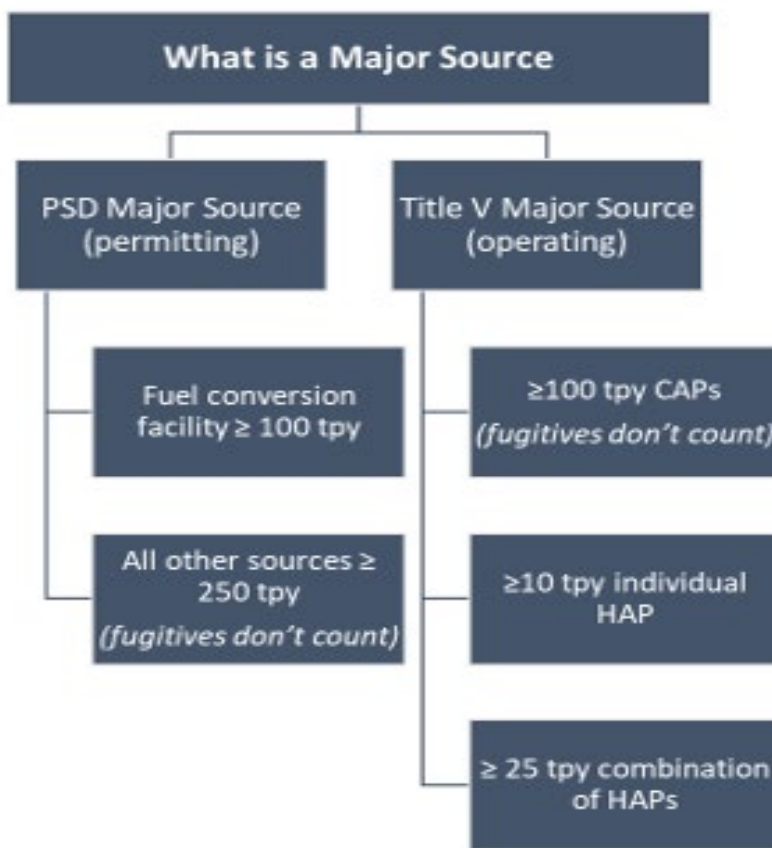 What is a Major Source
PSD Major Source
(permitting)
Title V Major Source
(operating)
Fuel conversion
facility ≥ 100 tpy
≥100 tpy CAPs
(fugitives don't count)
All other sources ≥
250 tpy
(fugitives don't count)
≥10 tpy individual
HAP
≥ 25 tpy combination
of HAPs